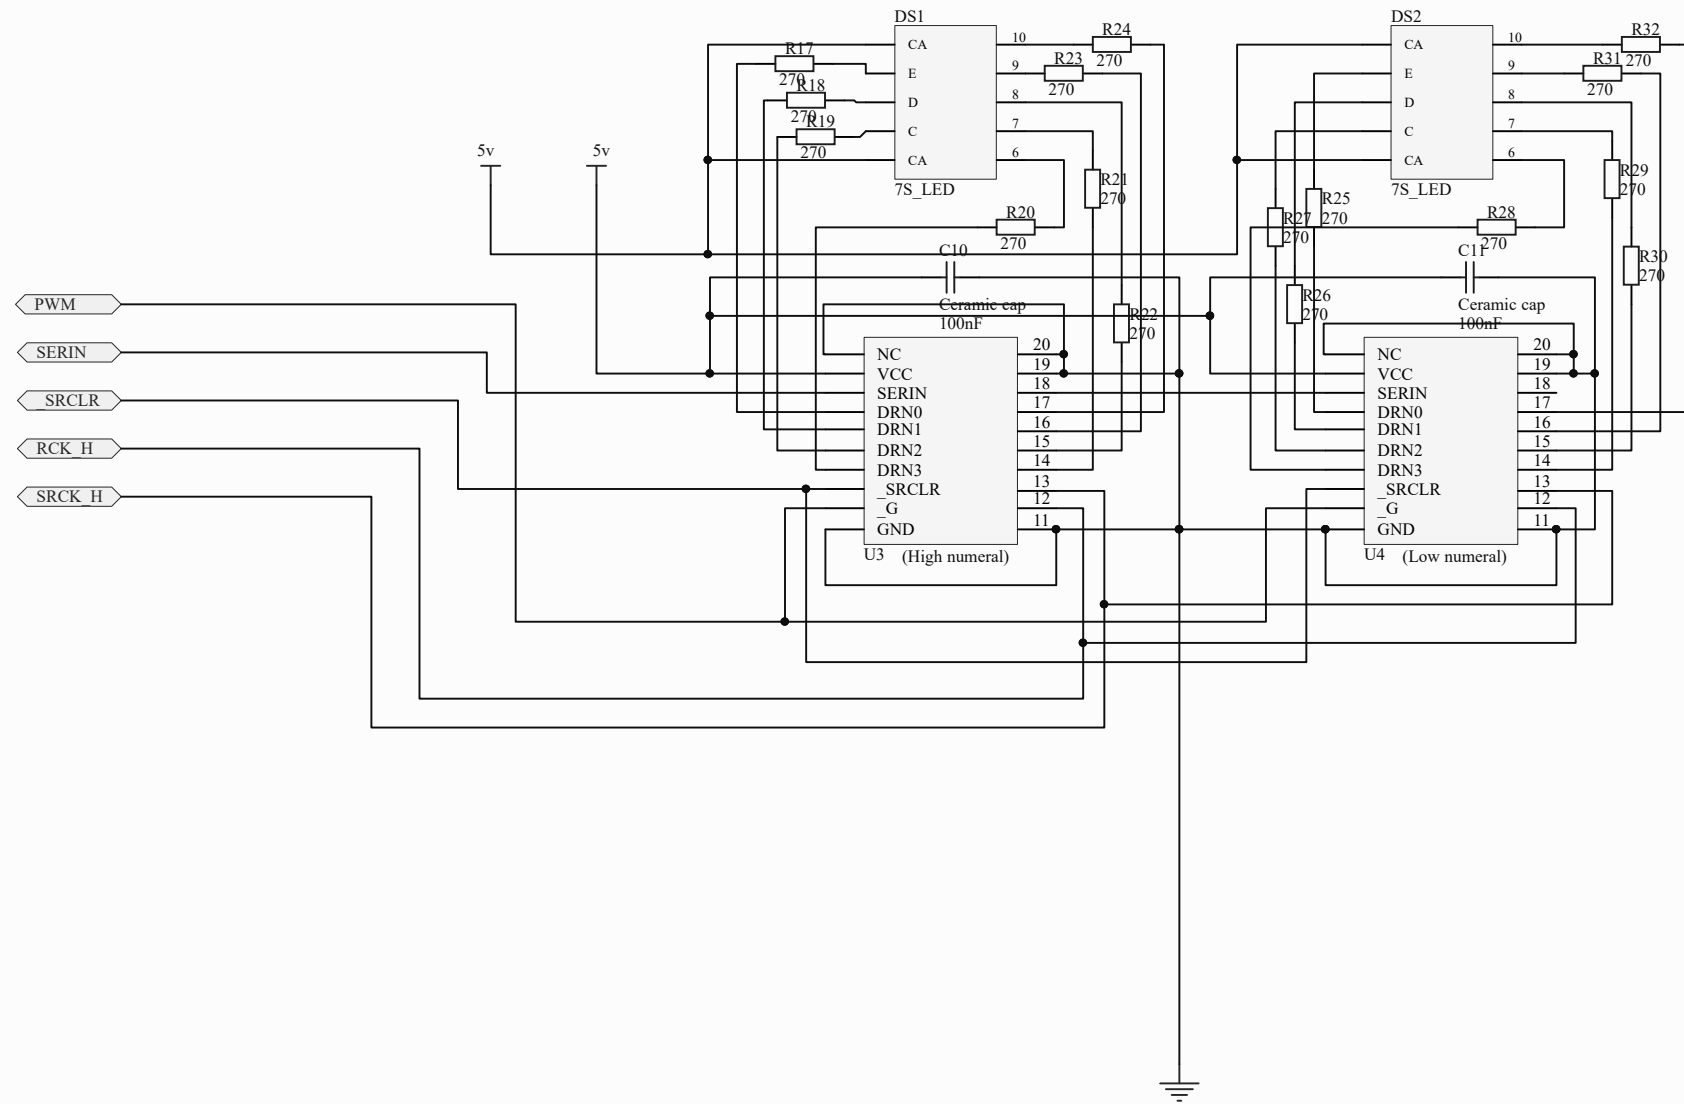 DS1
CA
E
D
C
CA
10
9
8
7
6
7S_LED
R17
270
R18
270
R19
270
R24
270
R23
270
R21
270
R20
270
R22
270
C10
Ceramic cap
100nF
5v
5v
DS2
CA
E
D
C
CA
10
9
8
7
6
7S_LED
R32
270
R31
270
R29
270
R25
270
R27
270
R28
270
R30
270
R26
270
C11
Ceramic cap
100nF
PWM
SERIN
_SRCLR
RCK_H
SRCK_H
NC
VCC
SERIN
DRN0
DRN1
DRN2
DRN3
_SRCLR
_G
GND
20
19
18
17
16
15
14
13
12
11
U3 (High numeral)
NC
VCC
SERIN
DRN0
DRN1
DRN2
DRN3
_SRCLR
_G
GND
20
19
18
17
16
15
14
13
12
11
U4 (Low numeral)